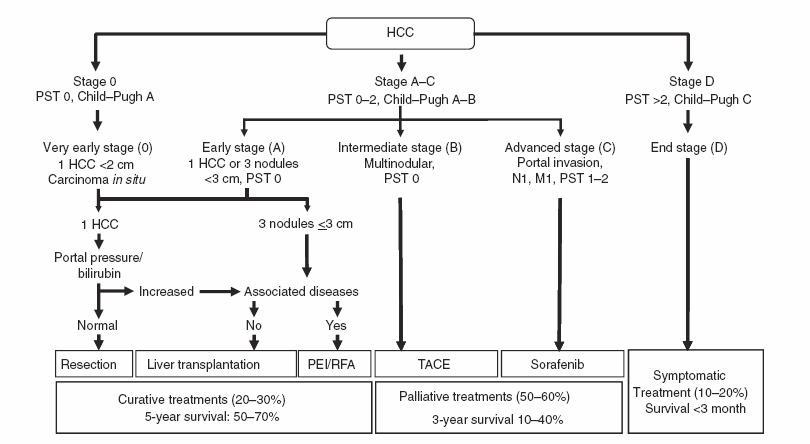 HCC
Stage 0
PST 0, Child–Pugh A
Stage A–C
PST 0–2, Child–Pugh A–B
Stage D
PST >2, Child–Pugh C
Very early stage (0)
1 HCC <2 cm
Carcinoma in situ
Early stage (A)
1 HCC or 3 nodules
<3 cm, PST 0
Intermediate stage (B)
Multinodular,
PST 0
Advanced stage (C)
Portal invasion,
N1, M1, PST 1–2
End stage (D)
1 HCC
3 nodules ≤3 cm
Portal pressure/
bilirubin
Increased
Associated diseases
Normal
No
Yes
Resection
Liver transplantation
PEI/RFA
TACE
Sorafenib
Symptomatic
Treatment (10–20%)
Survival <3 month
Curative treatments (20–30%)
5-year survival: 50–70%
Palliative treatments (50–60%)
3-year survival 10–40%